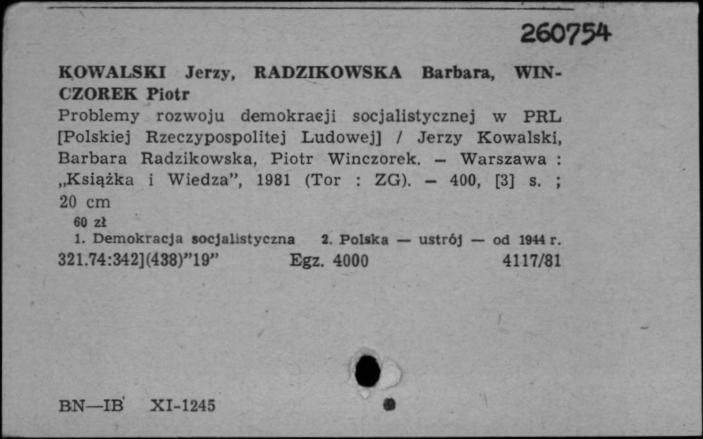 260754
KOWALSKI Jerzy, RADZIKOWSKA Barbara, WIN-
CZOREK Piotr
Problemy rozwoju demokracji socjalistycznej w PRL
[Polskiej Rzeczypospolitej Ludowej] / Jerzy Kowalski,
Barbara Radzikowska, Piotr Winczorek. — Warszawa :
„Książka i Wiedza”, 1981 (Tor : ZG). — 400, [3] s. ;
20 cm
60 zł
1. Demokracja socjalistyczna 2. Polska — ustrój — od 1944 r.
321.74:342](438)”19” Egz. 4000 4117/81
BN—IB XI-1245